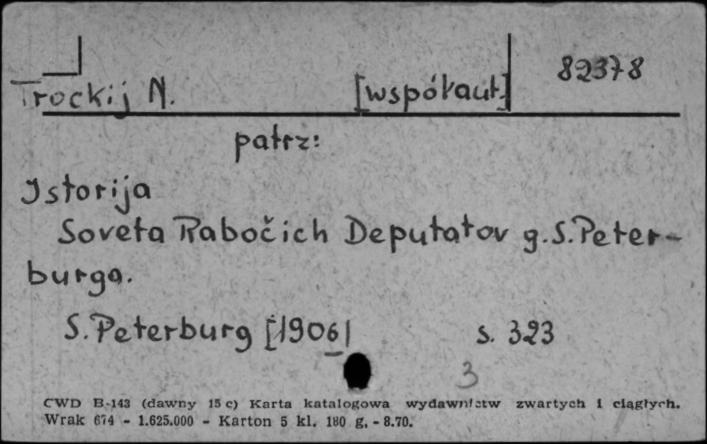 Trockij N. [współaut.] 82378
patrz:
Istorija
Soveta Rabočich Deputatov g. S. Peter-
burga.
S. Peterburg [1906] s. 323
3
CWD B-143 (dawny 15 c) Karta katalogowa wydawnictw zwartych i ciągłych.
Wrak 674 - 1.625.000 - Karton 5 kl. 180 g. - 8.70.